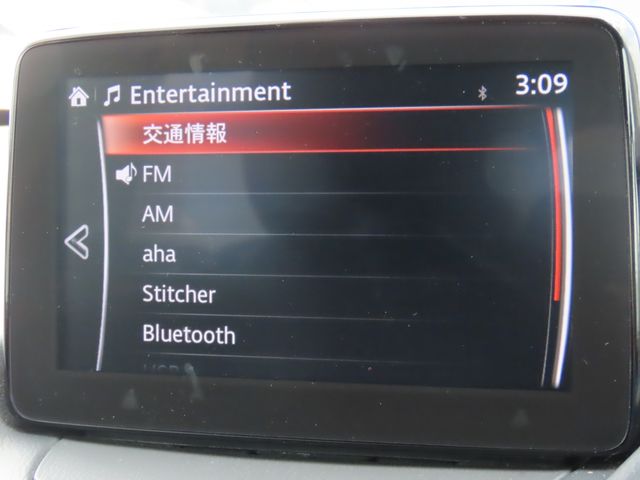 Entertainment 3:09
交通情報
FM
AM
aha
Stitcher
Bluetooth